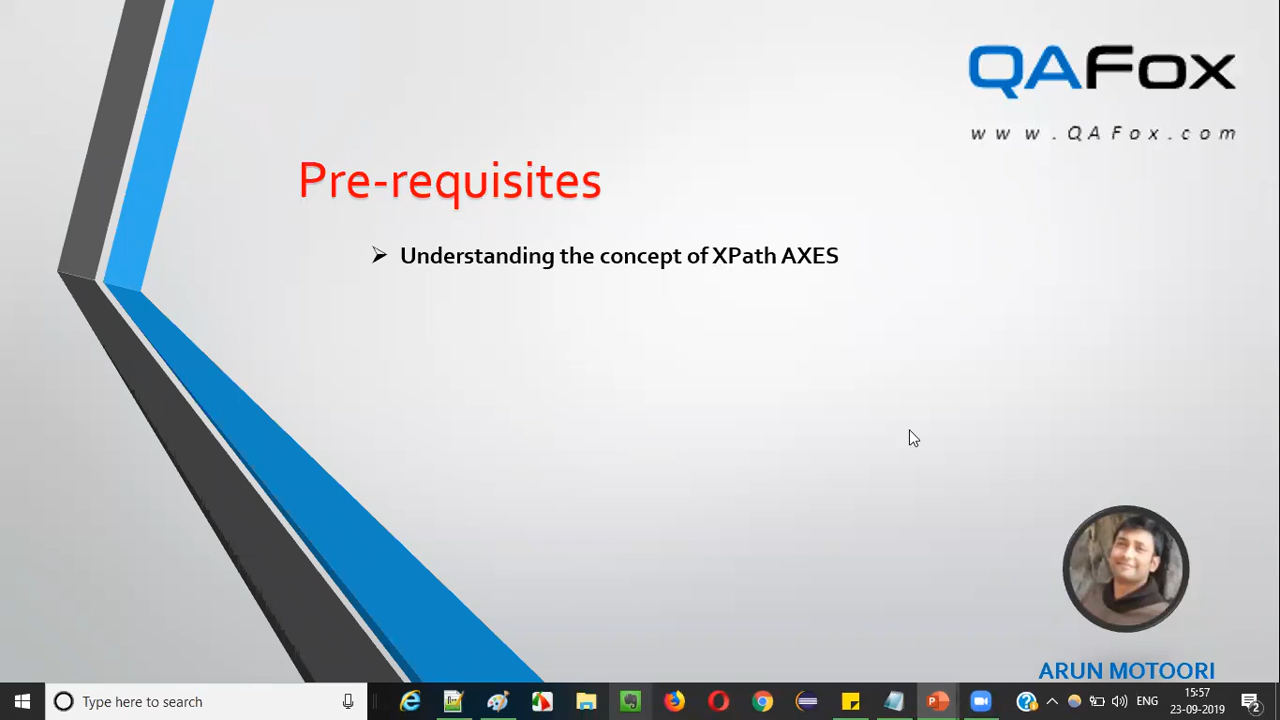 QAFox
www.QAFox.com
Pre-requisites
Understanding the concept of XPath AXES
ARUN MOTOORI
Type here to search
ENG
15:57
23-09-2019
2